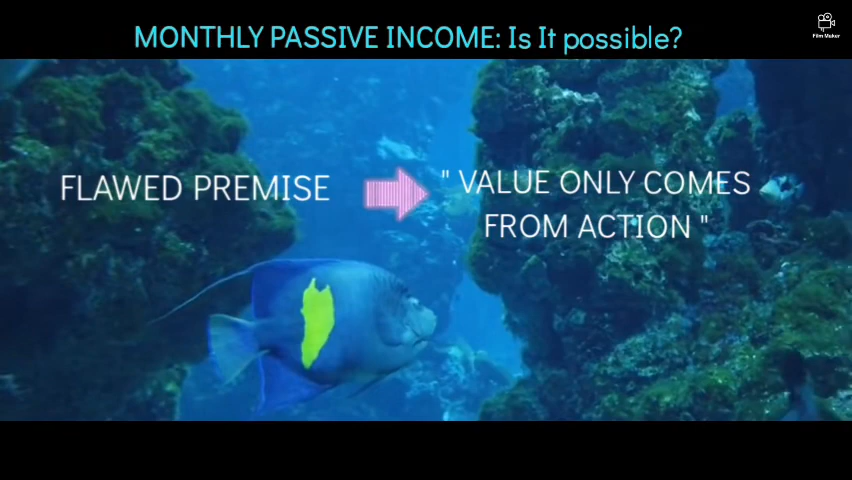 MONTHLY PASSIVE INCOME: Is It possible?
Film Maker
FLAWED PREMISE
" VALUE ONLY COMES
FROM ACTION "